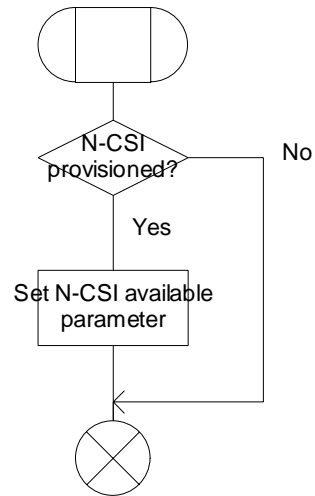 N-CSI
provisioned?
No
Yes
Set N-CSI available
parameter